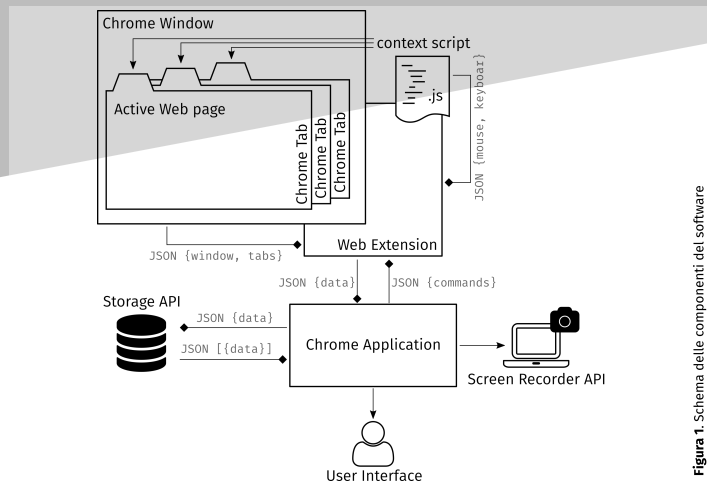 Chrome Window
context script
Active Web page
Chrome Tab
Chrome Tab
Chrome Tab
.js
JSON {mouse, keyboar}
Web Extension
JSON {window, tabs}
JSON {data}
JSON {commands}
Storage API
JSON {data}
JSON [{data}]
Chrome Application
Screen Recorder API
User Interface
Figura 1. Schema delle componenti del software